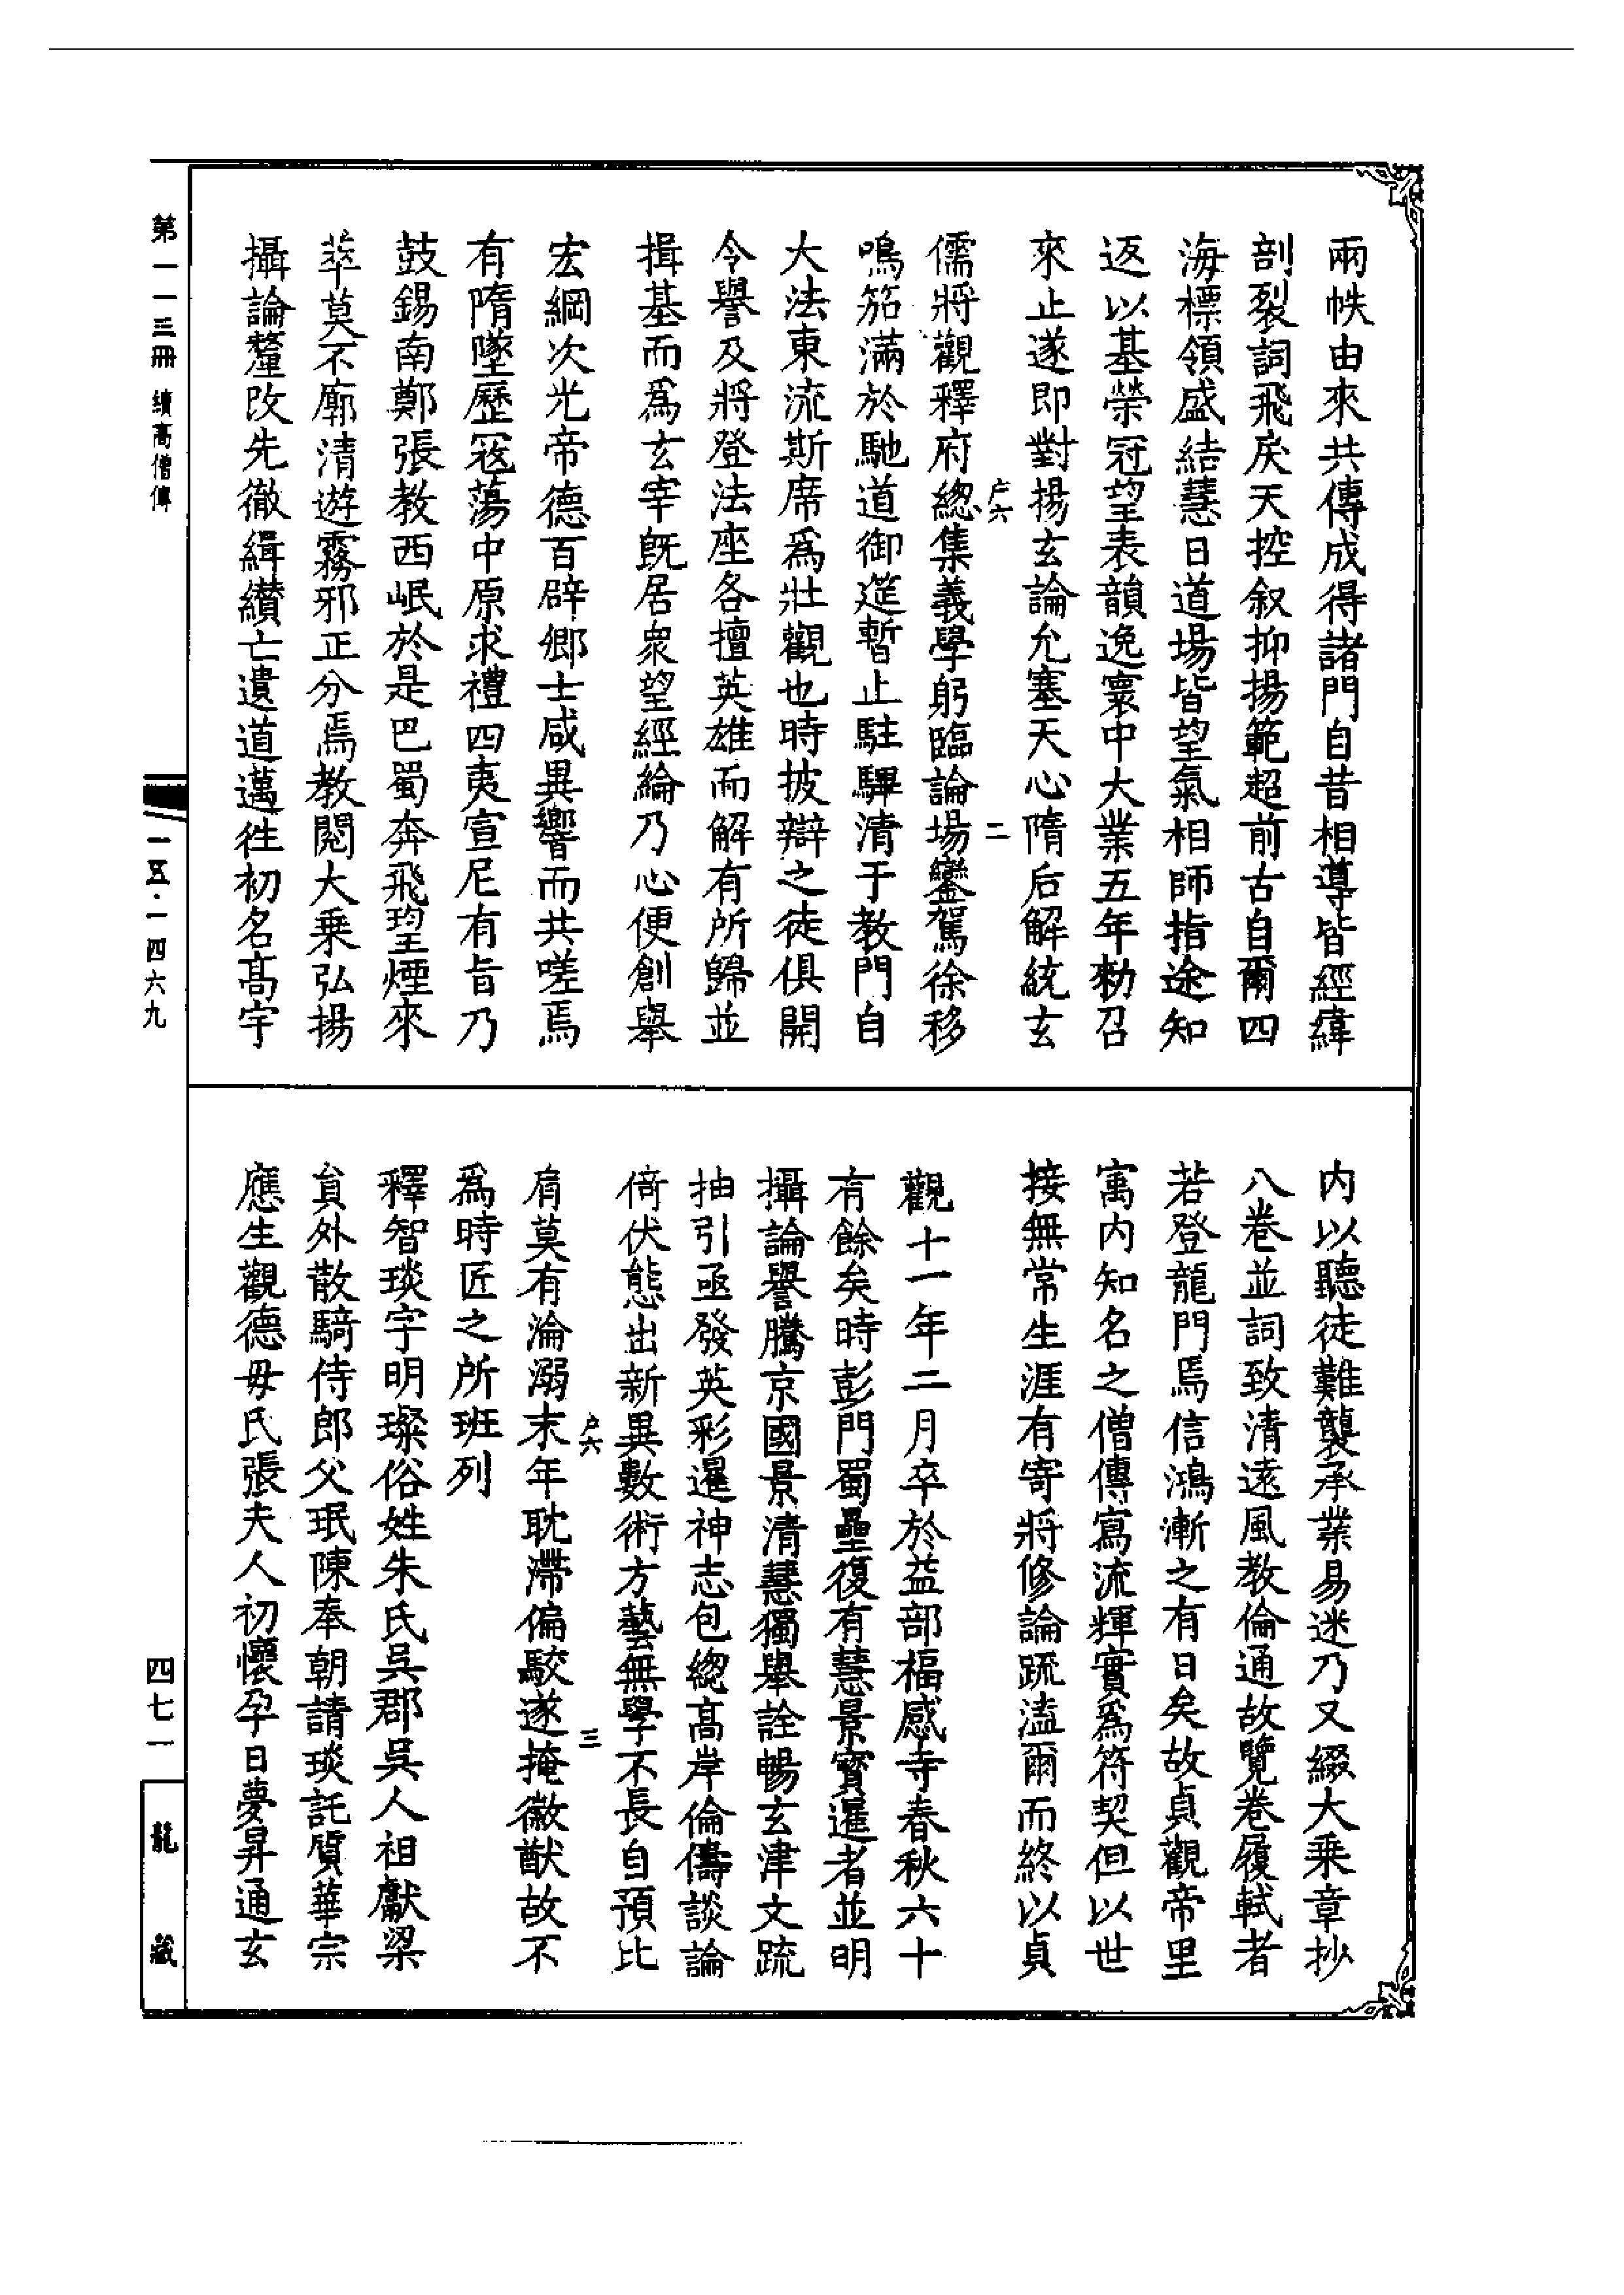 兩帙由來共傳成得諸門自昔相導皆經緯
剖裂詞飛戾天控叙抑揚範超前古自爾四
海標領盛結慧日道場皆望氣相師指途知
返以基榮冠望表韻逸寰中大業五年勑召
來止遂即對揚玄論允塞天心隋后解統玄
户六
二
儒將觀釋府總集義學躬臨論場鑾駕徐移
鳴笳滿於馳道御筵暫止駐驆清于教門自
大法東流斯席爲壯觀也時披辯之徒俱開
令譽及將登法座各擅英雄而解有所歸並
揖基而爲玄宰旣居衆望經綸乃心便創舉
宏綱次光帝德百辟鄉士咸異響而共嗟焉
有隋墜歷寇蕩中原求禮四夷宣尼有旨乃
鼓錫南鄭張教西岷於是巴蜀奔飛望煙來
萃莫不廓清遊霧邪正分焉教閱大乘弘揚
攝論釐改先徹緝纘亡遺道邁徃初名髙宇
内以聽徒難襲承業易迷乃又綴大乘章抄
八卷並詞致清遠風教倫通故覽卷履軾者
若登龍門焉信鴻漸之有日矣故貞觀帝里
寓内知名之僧傳寫流輝實爲符契但以世
接無常生涯有寄將修論䟽溘爾而終以貞
觀十一年二月卒於益部福感寺春秋六十
有餘矣時彭門蜀壘復有慧景寳暹者並明
攝論譽騰京國景清慧獨舉詮暢玄津文䟽
抽引亟發英彩暹神志包總髙岸倫儔談論
倚伏態出新異數術方藝無學不長自預比
户六
三
肩莫有淪溺末年耽滯偏駮遂掩徽猷故不
爲時匠之所班列
釋智琰字明璨俗姓朱氏吳郡吳人祖獻梁
貟外散騎侍郎父珉陳奉朝請琰託質華宗
應生觀德毋氏張夫人初懷孕日夢昇通玄
第一一三冊 續高僧傳
一五·一四六九
四七一
龍藏